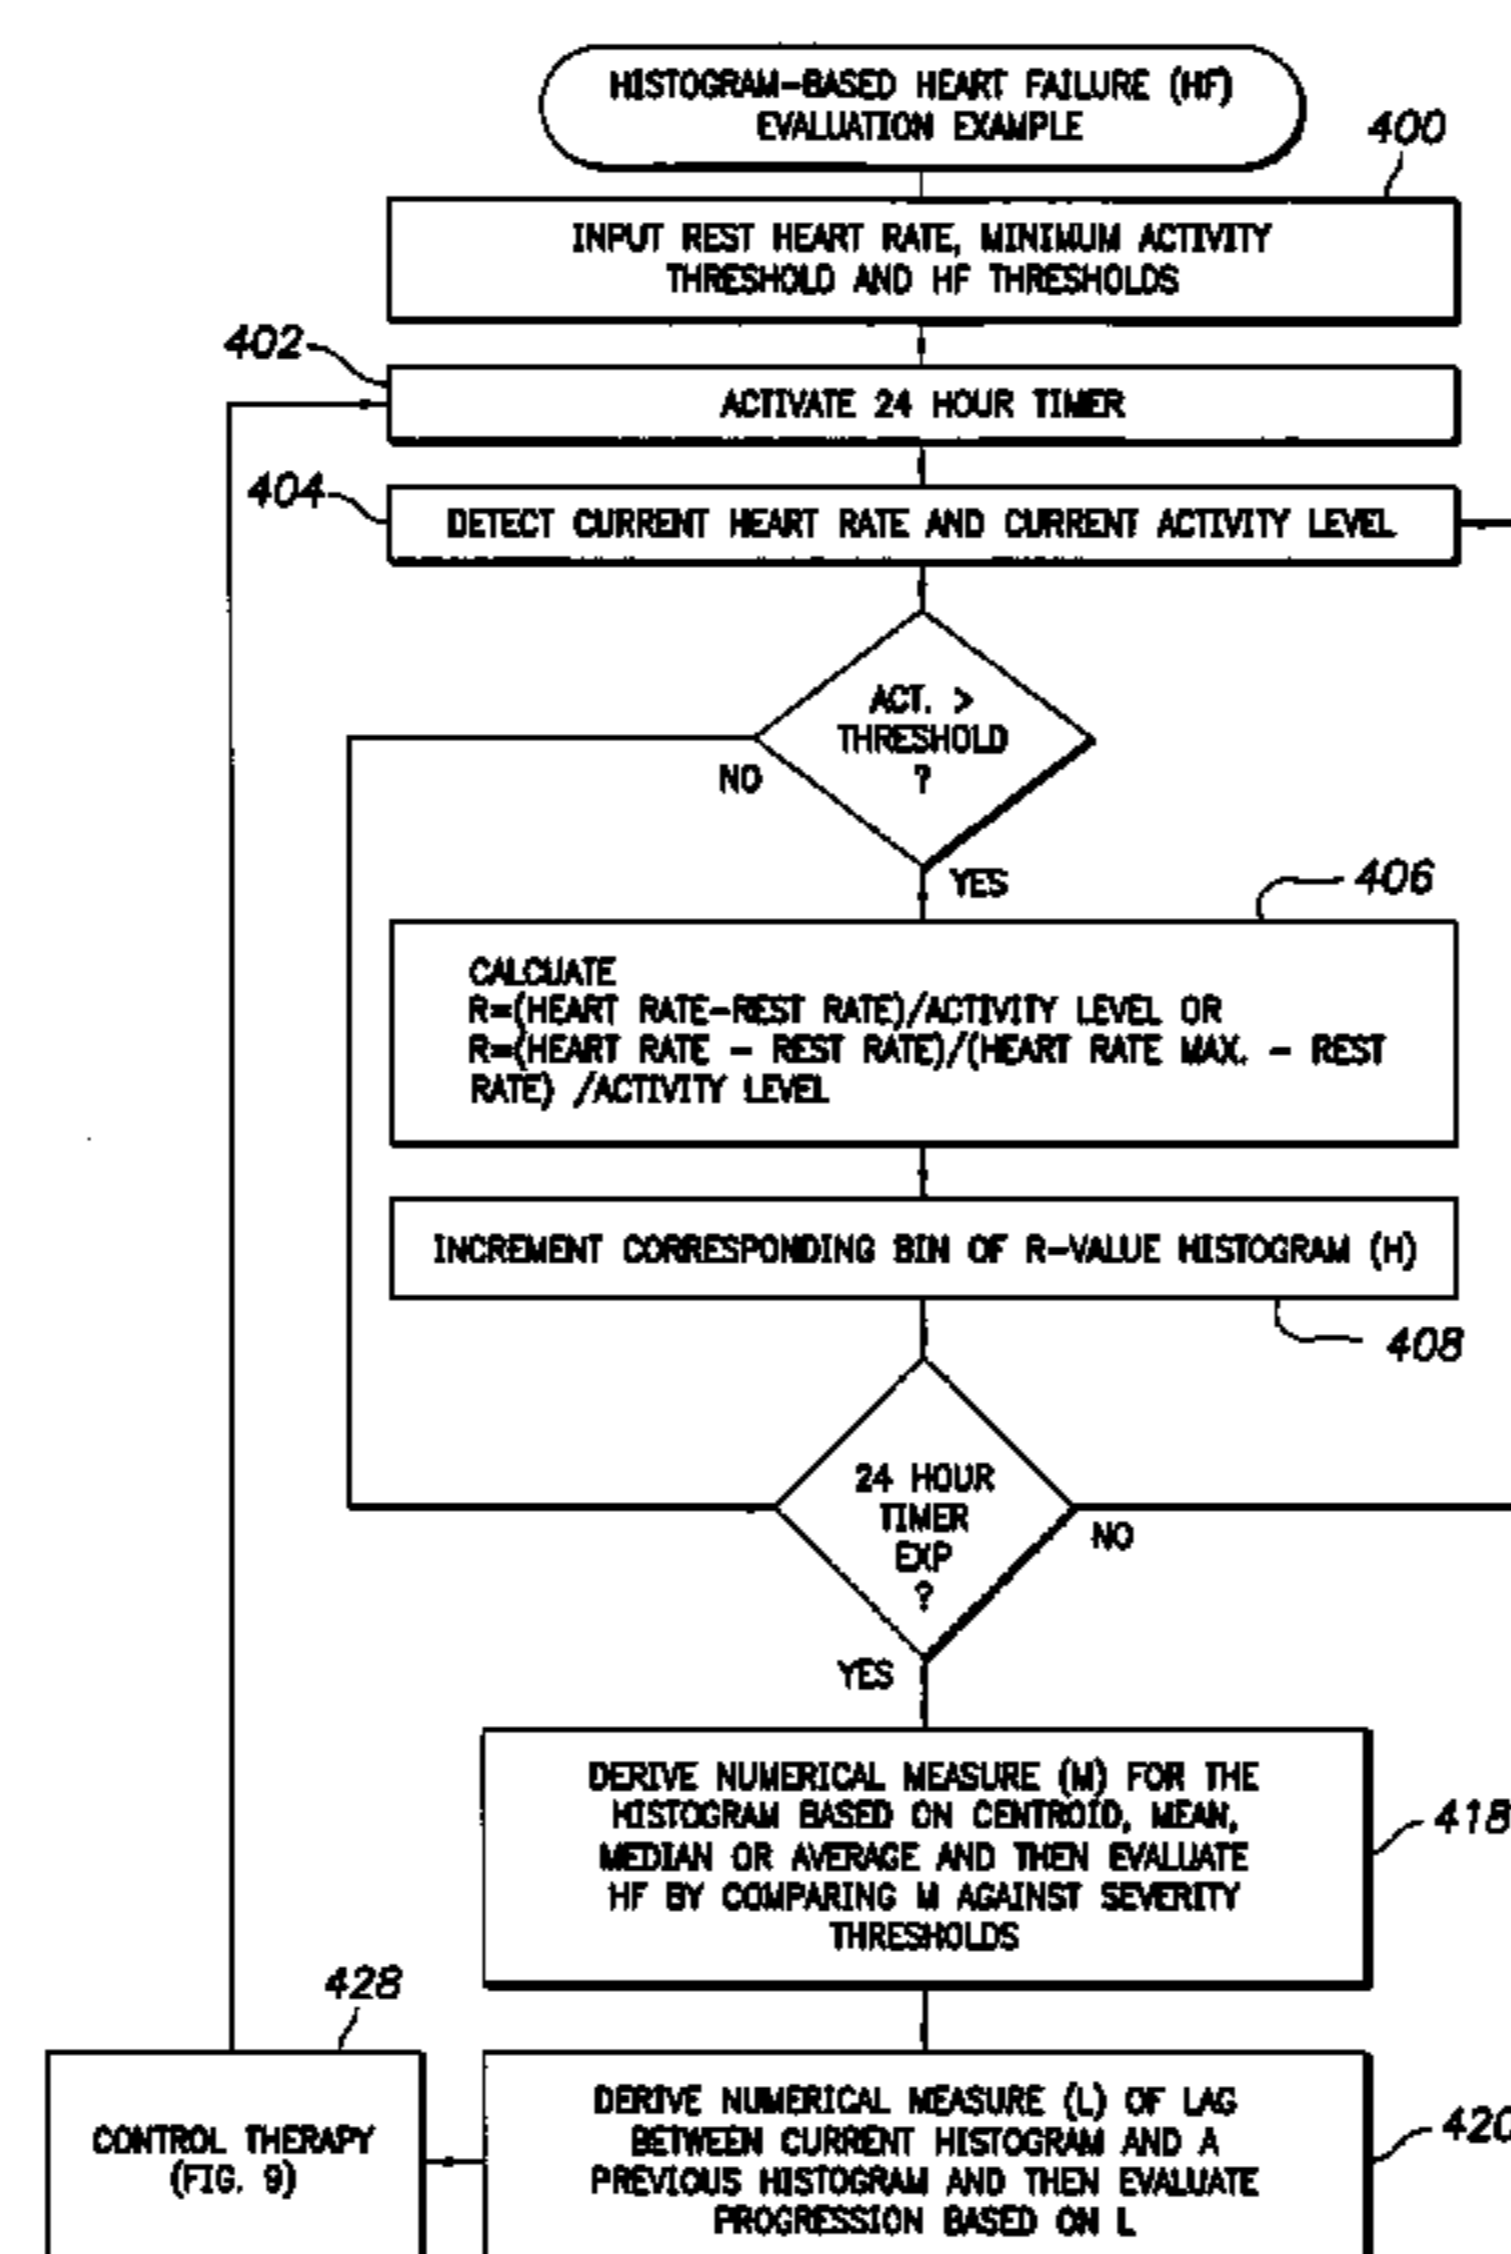 HISTOGRAM-BASED HEART FAILURE (HF)
EVALUATION EXAMPLE
400
INPUT REST HEART RATE, MINIMUM ACTIVITY
THRESHOLD AND HF THRESHOLDS
402
ACTIVATE 24 HOUR TIMER
404
DETECT CURRENT HEART RATE AND CURRENT ACTIVITY LEVEL
ACT. >
THRESHOLD
?
NO
YES
406
CALCUATE
R=(HEART RATE-REST RATE)/ACTIVITY LEVEL OR
R=(HEART RATE - REST RATE)/(HEART RATE MAX. - REST
RATE) /ACTIVITY LEVEL
INCREMENT CORRESPONDING BIN OF R-VALUE HISTOGRAM (H)
408
24 HOUR
TIMER
EXP
?
NO
YES
DERIVE NUMERICAL MEASURE (M) FOR THE
HISTOGRAM BASED ON CENTROID, MEAN,
MEDIAN OR AVERAGE AND THEN EVALUATE
HF BY COMPARING M AGAINST SEVERITY
THRESHOLDS
418
428
CONTROL THERAPY
(FIG. 9)
DERIVE NUMERICAL MEASURE (L) OF LAG
BETWEEN CURRENT HISTOGRAM AND A
PREVIOUS HISTOGRAM AND THEN EVALUATE
PROGRESSION BASED ON L
420